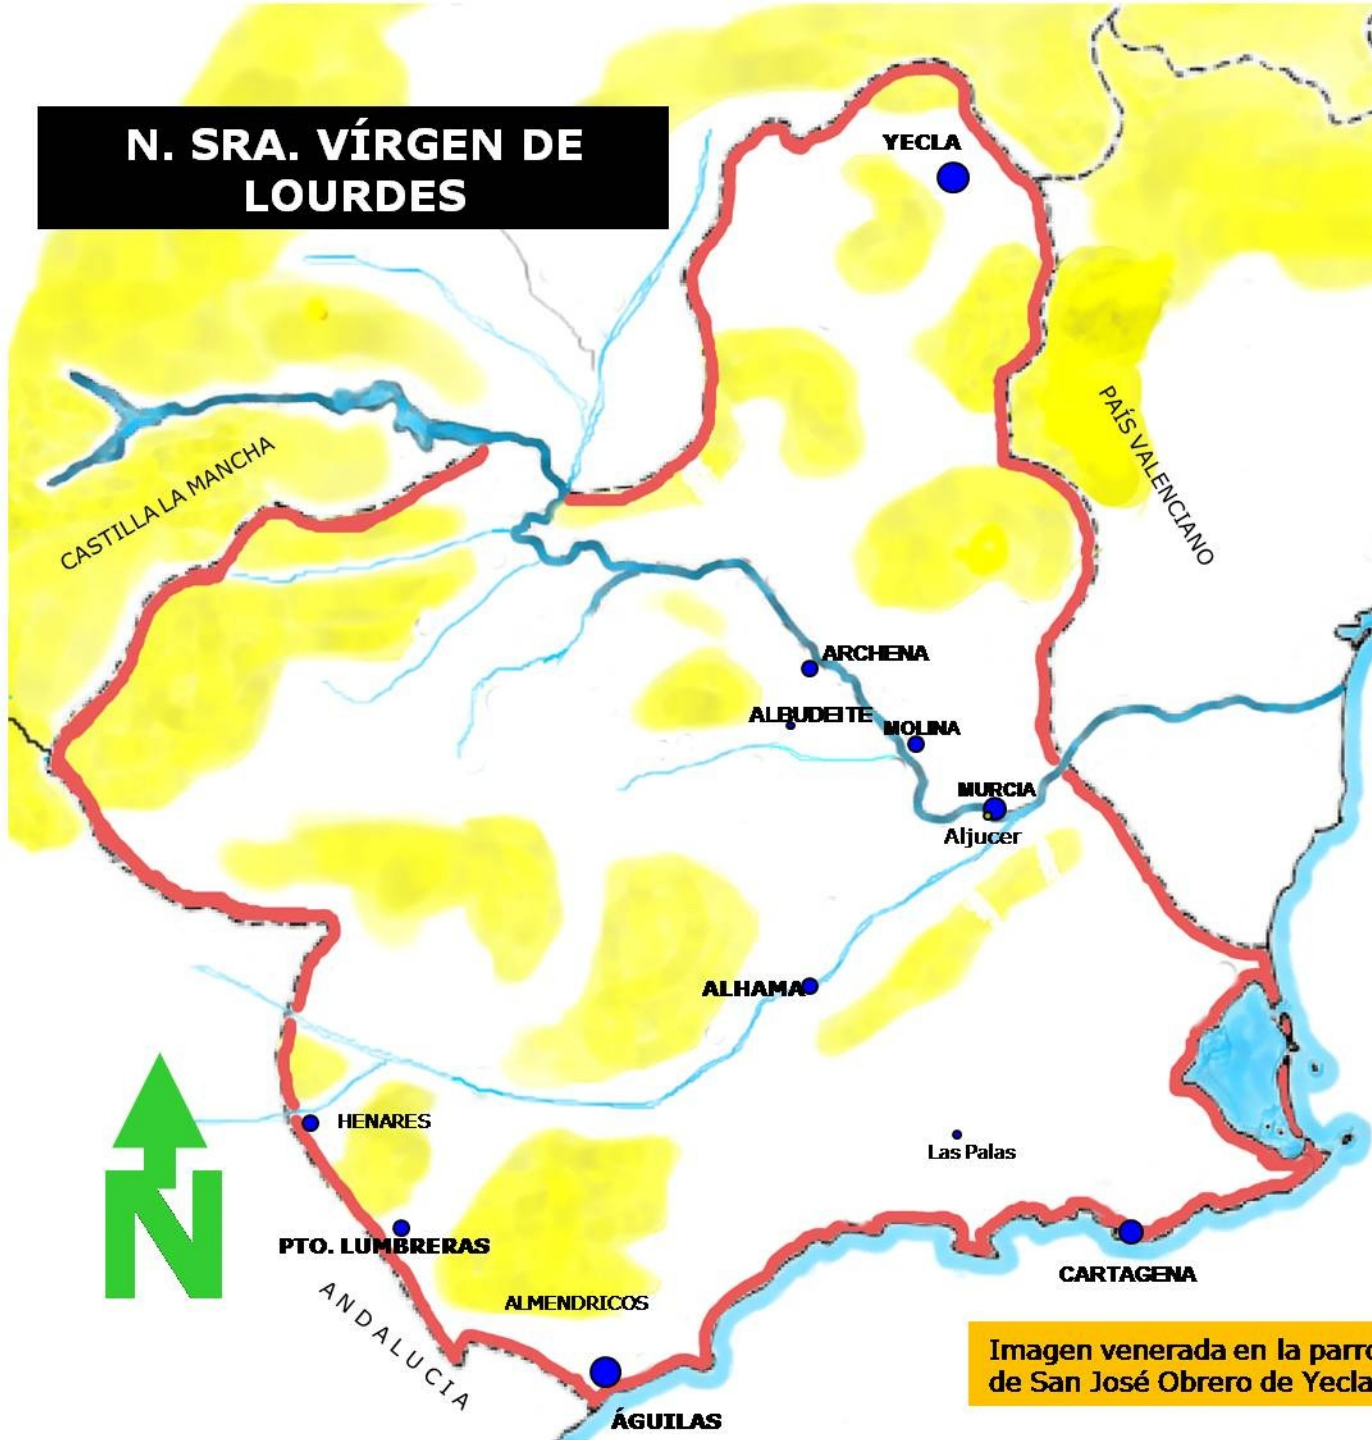 N. SRA. VÍRGEN DE
LOURDES
YECLA
CASTILLA LA MANCHA
PAÍS VALENCIANO
ARCHENA
ALBUDEITE
MOLINA
MURCIA
Aljucer
ALHAMA
HENARES
Las Palas
N
PTO. LUMBRERAS
ANDALUCIA
ALMENDRICOS
CARTAGENA
ÁGUILAS
Imagen venerada en la
de San José Obrero de Yecla